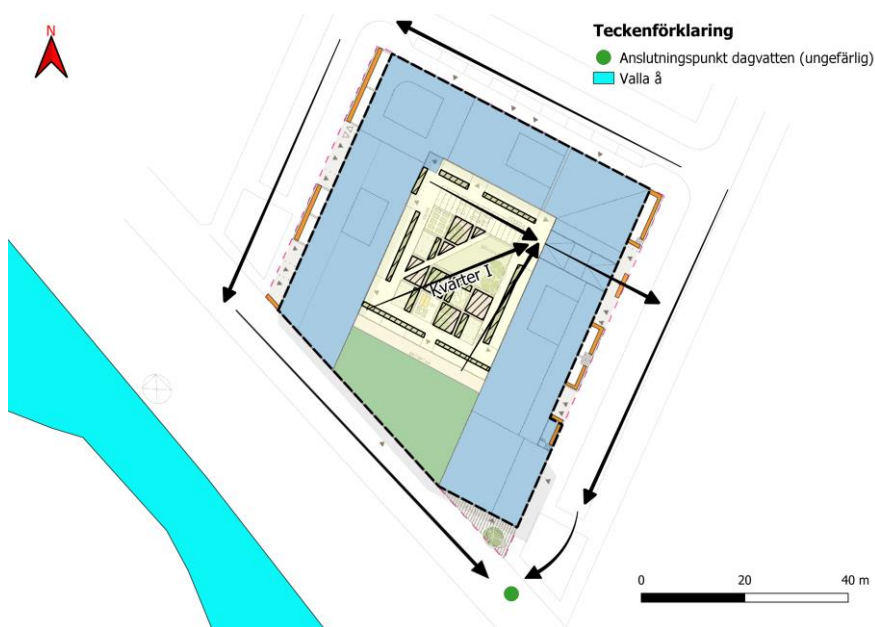 N
Teckenförklaring
Anslutningspunkt dagvatten (ungefärlig)
Valla å
Kvarter I
0 20 40 m